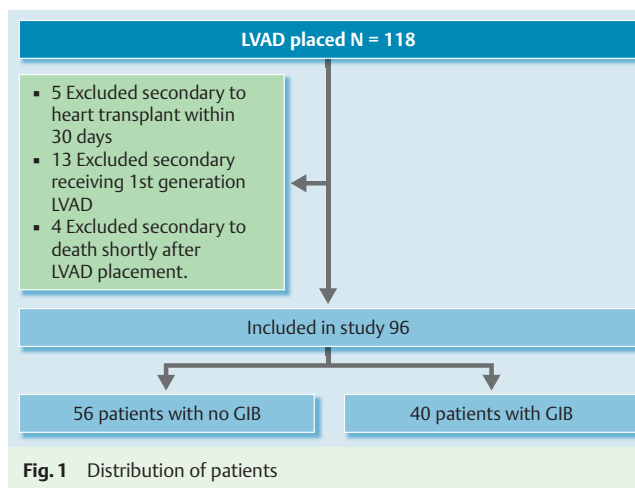 LVAD placed N = 118
▪ 5 Excluded secondary to
heart transplant within
30 days
▪ 13 Excluded secondary
receiving 1st generation
LVAD
▪ 4 Excluded secondary to
death shortly after
LVAD placement.
Included in study 96
56 patients with no GIB
40 patients with GIB
Fig. 1 Distribution of patients